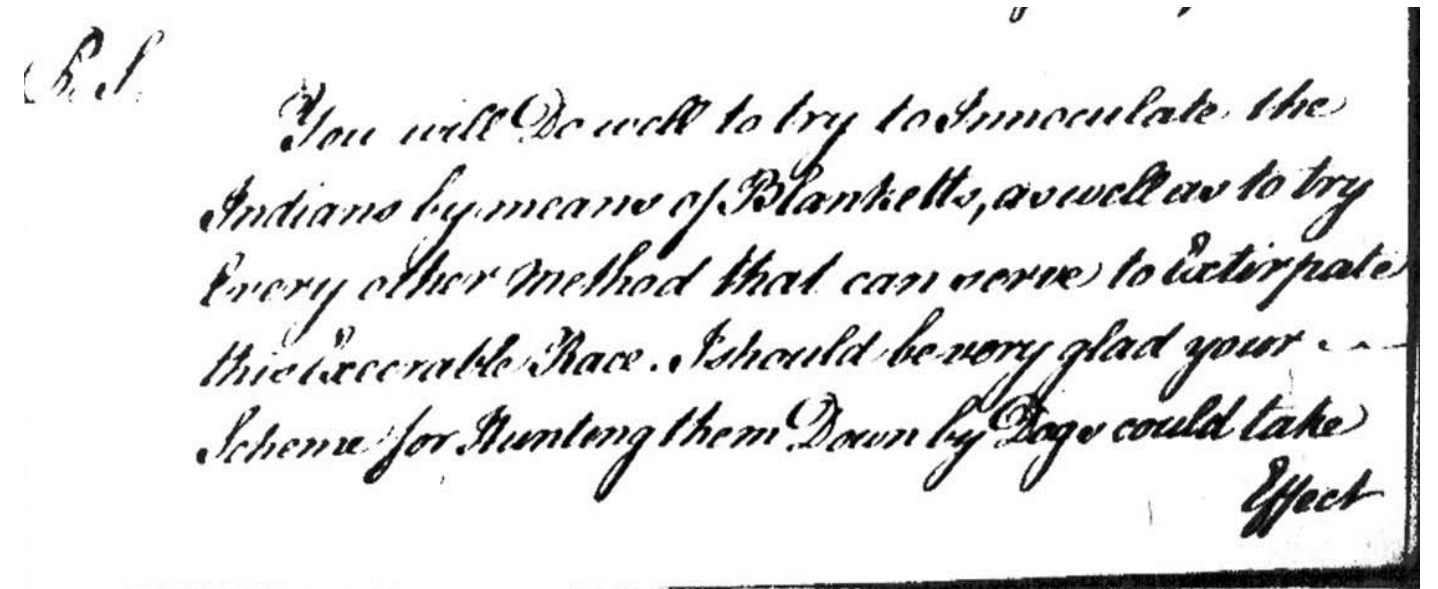 P.S.
You will Do well to try to Innoculate the
Indians by means of Blanketts, as well as to try
Every other Method that can serve to Extirpate
this Execrable Race. I should be very glad your
Scheme for Hunting them Down by Dogs could take
Effect